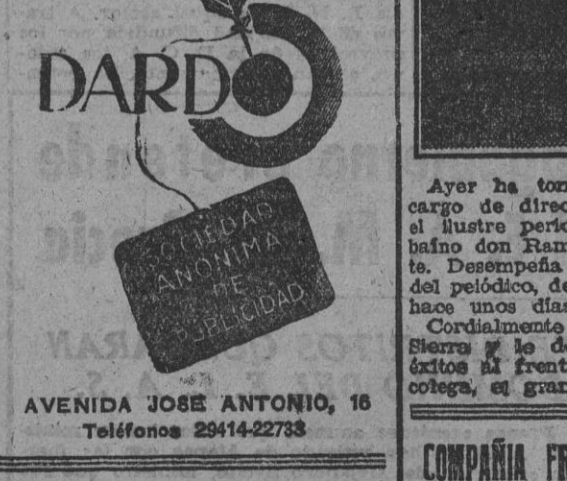 DARDO
SOCIEDAD
ANONIMA
DE
PUBLICIDAD
AVENIDA JOSE ANTONIO, 16
Teléfonos 29414-22733
Ayer ha tom
cargo de direc
el ilustre perio
baíno don Ram
te. Desempeña
del pelódico, de
hace unos días
Cordialmente
Sierra y le de
éxitos al frent
colega, el gran
COMPAÑIA FR